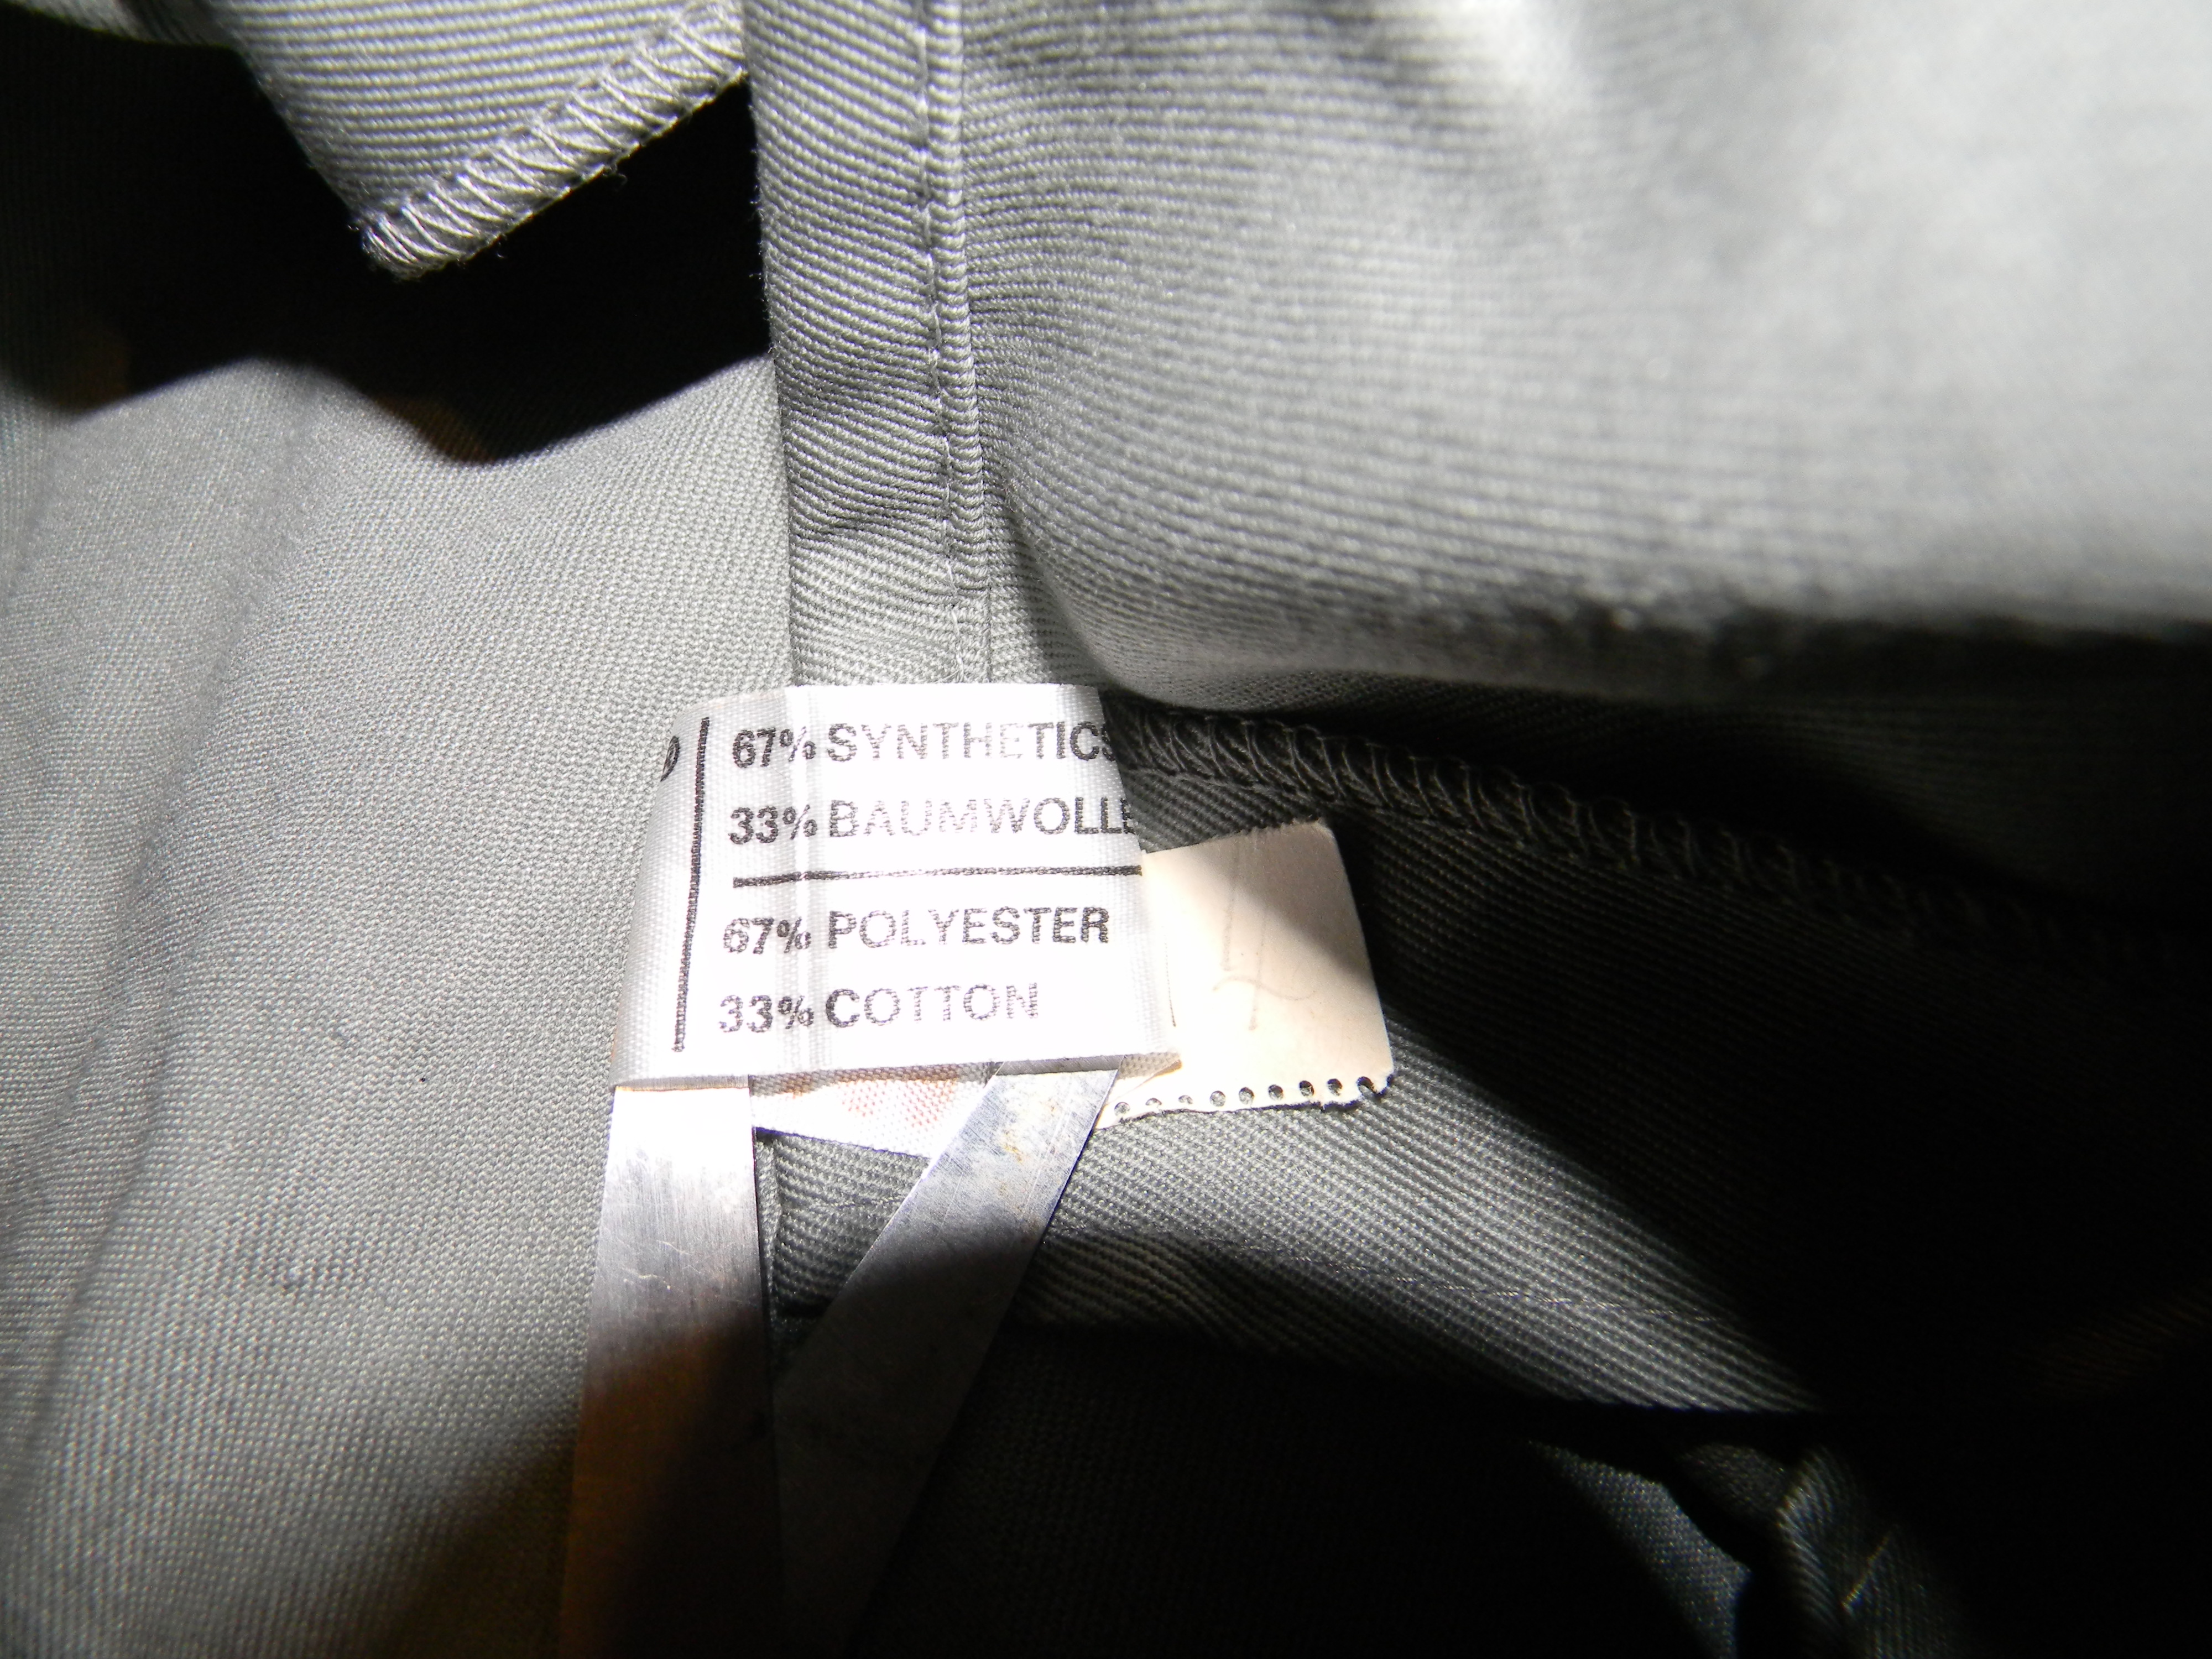 67% SYNTHETICS
33% BAUMWOLLE
67% POLYESTER
33% COTTON